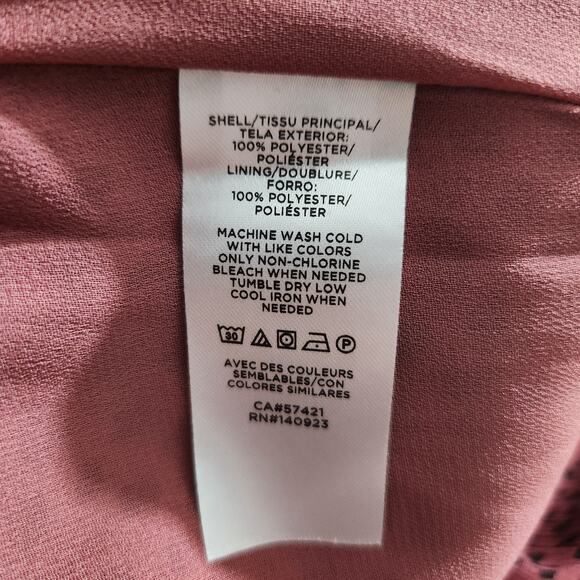 SHELL/TISSU PRINCIPAL/
TELA EXTERIOR:
100% POLYESTER/
POLIÉSTER
LINING/DOUBLURE/
FORRO:
100% POLYESTER/
POLIÉSTER
MACHINE WASH COLD
WITH LIKE COLORS
ONLY NON-CHLORINE
BLEACH WHEN NEEDED
TUMBLE DRY LOW
COOL IRON WHEN
NEEDED
30 P
AVEC DES COULEURS
SEMBLABLES/CON
COLORES SIMILARES
CA#57421
RN#140923